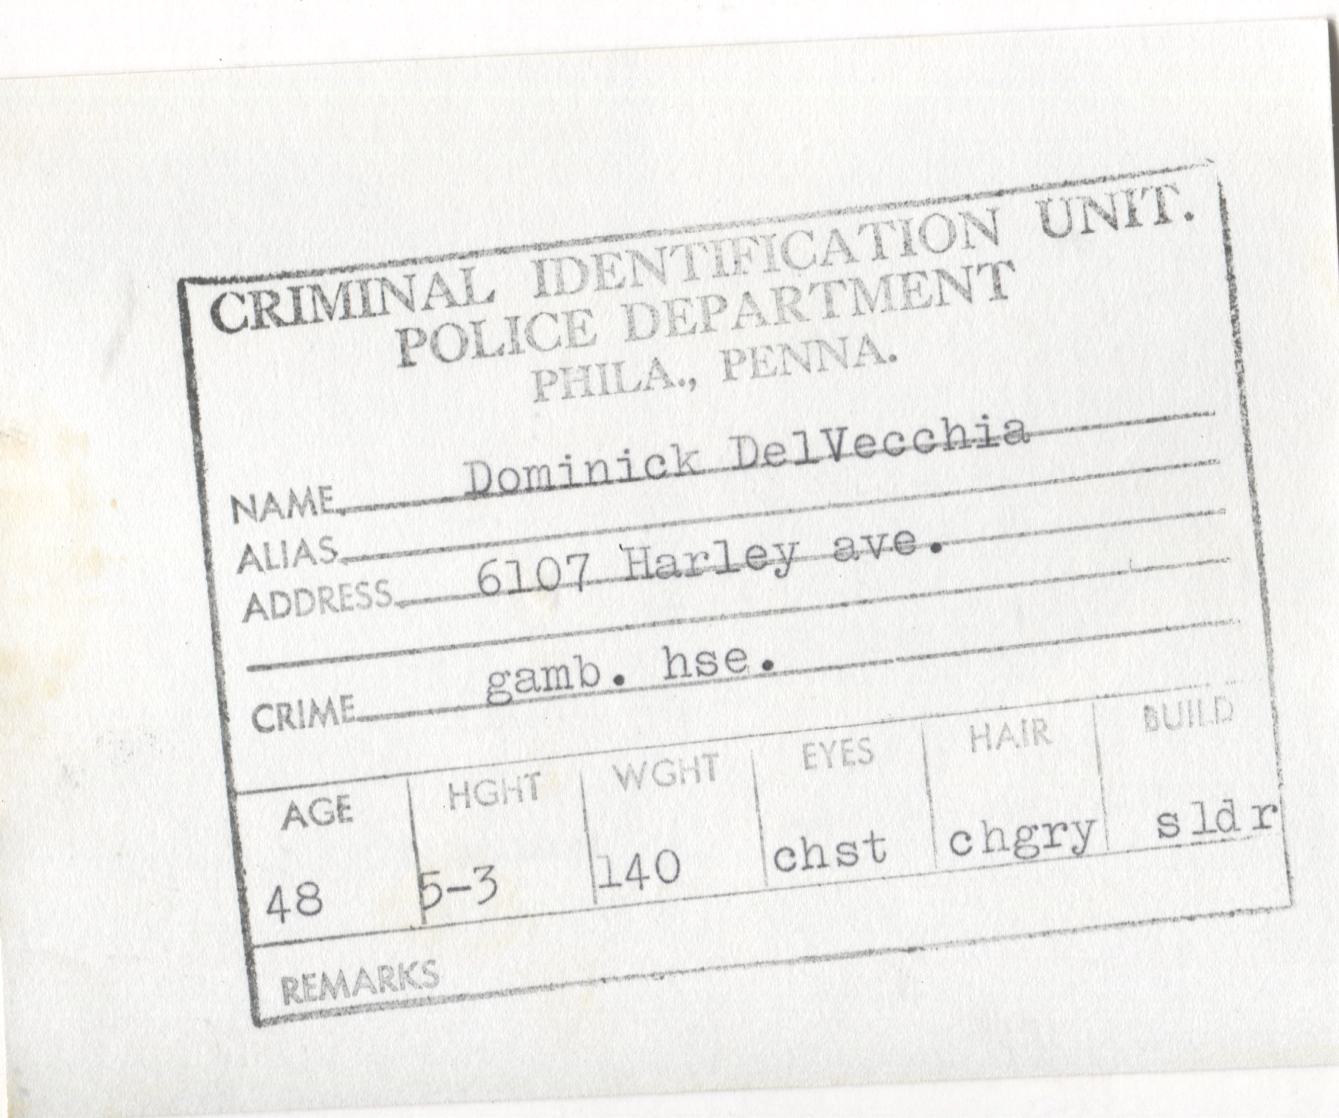 CRIMINAL IDENTIFICATION UNIT.
POLICE DEPARTMENT
PHILA., PENNA.
NAME Dominick DelVecchia
ALIAS
ADDRESS 6107 Harley ave.
CRIME gamb. hse.
AGE HGHT WGHT EYES HAIR BUILD
48 5-3 140 chst chgry sldr
REMARKS